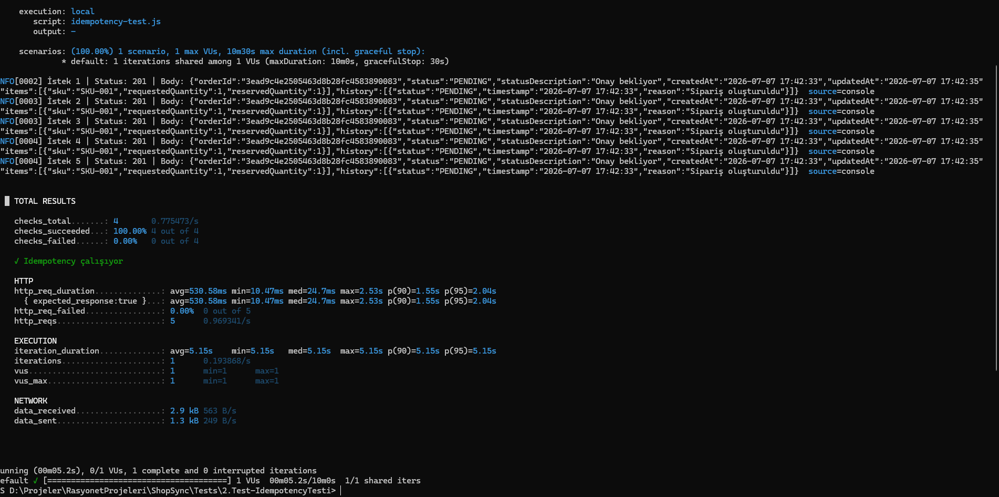 execution: local
script: idempotency-test.js
output: -
scenarios: (100.00%) 1 scenario, 1 max VUs, 10m30s max duration (incl. graceful stop):
* default: 1 iterations shared among 1 VUs (maxDuration: 10m0s, gracefulStop: 30s)
NFO[0002] İstek 1 | Status: 201 | Body: {"orderId":"3ead9c4e2505463d8b28fc4583890083","status":"PENDING","statusDescription":"Onay bekliyor","createdAt":"2026-07-07 17:42:33","updatedAt":"2026-07-07 17:42:35"
"items":[{"sku":"SKU-001","requestedQuantity":1,"reservedQuantity":1}],"history":[{"status":"PENDING","timestamp":"2026-07-07 17:42:33","reason":"Sipariş oluşturuldu"}]}  source=console
NFO[0003] İstek 2 | Status: 201 | Body: {"orderId":"3ead9c4e2505463d8b28fc4583890083","status":"PENDING","statusDescription":"Onay bekliyor","createdAt":"2026-07-07 17:42:33","updatedAt":"2026-07-07 17:42:35"
"items":[{"sku":"SKU-001","requestedQuantity":1,"reservedQuantity":1}],"history":[{"status":"PENDING","timestamp":"2026-07-07 17:42:33","reason":"Sipariş oluşturuldu"}]}  source=console
NFO[0003] İstek 3 | Status: 201 | Body: {"orderId":"3ead9c4e2505463d8b28fc4583890083","status":"PENDING","statusDescription":"Onay bekliyor","createdAt":"2026-07-07 17:42:33","updatedAt":"2026-07-07 17:42:35"
"items":[{"sku":"SKU-001","requestedQuantity":1,"reservedQuantity":1}],"history":[{"status":"PENDING","timestamp":"2026-07-07 17:42:33","reason":"Sipariş oluşturuldu"}]}  source=console
NFO[0004] İstek 4 | Status: 201 | Body: {"orderId":"3ead9c4e2505463d8b28fc4583890083","status":"PENDING","statusDescription":"Onay bekliyor","createdAt":"2026-07-07 17:42:33","updatedAt":"2026-07-07 17:42:35"
"items":[{"sku":"SKU-001","requestedQuantity":1,"reservedQuantity":1}],"history":[{"status":"PENDING","timestamp":"2026-07-07 17:42:33","reason":"Sipariş oluşturuldu"}]}  source=console
NFO[0004] İstek 5 | Status: 201 | Body: {"orderId":"3ead9c4e2505463d8b28fc4583890083","status":"PENDING","statusDescription":"Onay bekliyor","createdAt":"2026-07-07 17:42:33","updatedAt":"2026-07-07 17:42:35"
"items":[{"sku":"SKU-001","requestedQuantity":1,"reservedQuantity":1}],"history":[{"status":"PENDING","timestamp":"2026-07-07 17:42:33","reason":"Sipariş oluşturuldu"}]}  source=console
█ TOTAL RESULTS
checks_total.......: 4       0.775473/s
checks_succeeded...: 100.00% 4 out of 4
checks_failed......: 0.00%   0 out of 4
✓ Idempotency çalışıyor
HTTP
http_req_duration..............: avg=530.58ms min=10.47ms med=24.7ms max=2.53s p(90)=1.55s p(95)=2.04s
{ expected_response:true }...: avg=530.58ms min=10.47ms med=24.7ms max=2.53s p(90)=1.55s p(95)=2.04s
http_req_failed................: 0.00%  0 out of 5
http_reqs......................: 5      0.969341/s
EXECUTION
iteration_duration.............: avg=5.15s    min=5.15s   med=5.15s  max=5.15s p(90)=5.15s p(95)=5.15s
iterations.....................: 1      0.193868/s
vus............................: 1      min=1      max=1
vus_max........................: 1      min=1      max=1
NETWORK
data_received..................: 2.9 kB 563 B/s
data_sent......................: 1.3 kB 249 B/s
unning (00m05.2s), 0/1 VUs, 1 complete and 0 interrupted iterations
efault ✓ [======================================] 1 VUs  00m05.2s/10m0s  1/1 shared iters
S D:\Projeler\RasyonetProjeleri\ShopSync\Tests\2.Test-IdempotencyTesti>